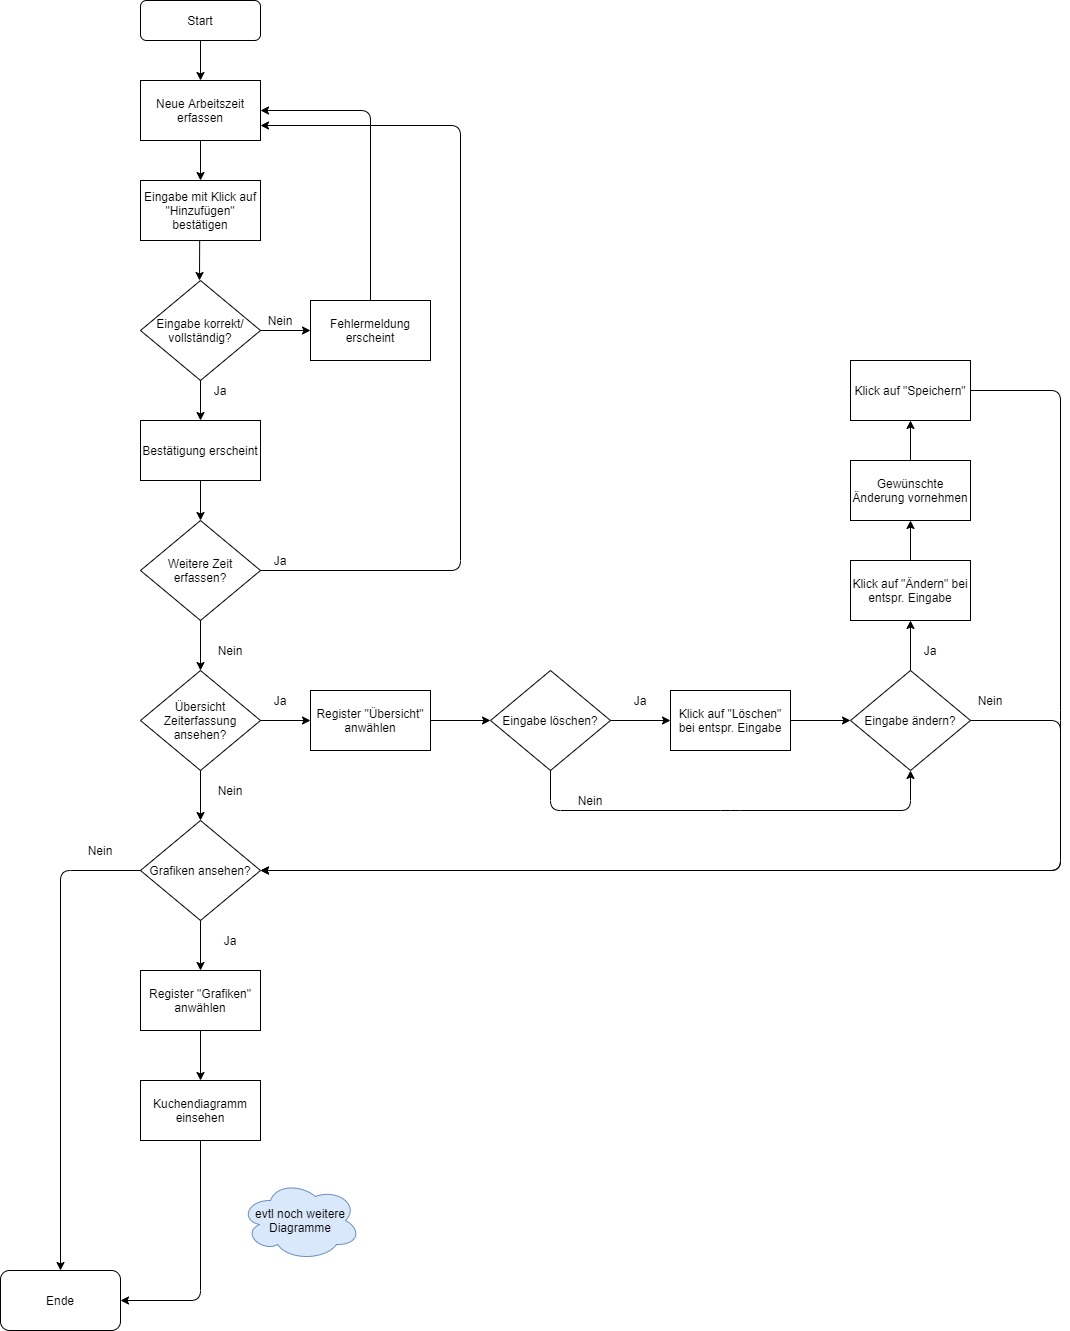 Start
Neue Arbeitszeit
erfassen
Eingabe mit Klick auf
"Hinzufügen"
bestätigen
Eingabe korrekt/
vollständig?
Nein
Fehlermeldung
erscheint
Ja
Bestätigung erscheint
Weitere Zeit
erfassen?
Ja
Nein
Übersicht
Zeiterfassung
ansehen?
Ja
Register "Übersicht"
anwählen
Eingabe löschen?
Ja
Klick auf "Löschen"
bei entspr. Eingabe
Nein
Eingabe ändern?
Nein
Ja
Klick auf "Ändern" bei
entspr. Eingabe
Gewünschte
Änderung vornehmen
Klick auf "Speichern"
Nein
Grafiken ansehen?
Nein
Ja
Register "Grafiken"
anwählen
Kuchendiagramm
einsehen
evtl noch weitere
Diagramme
Ende